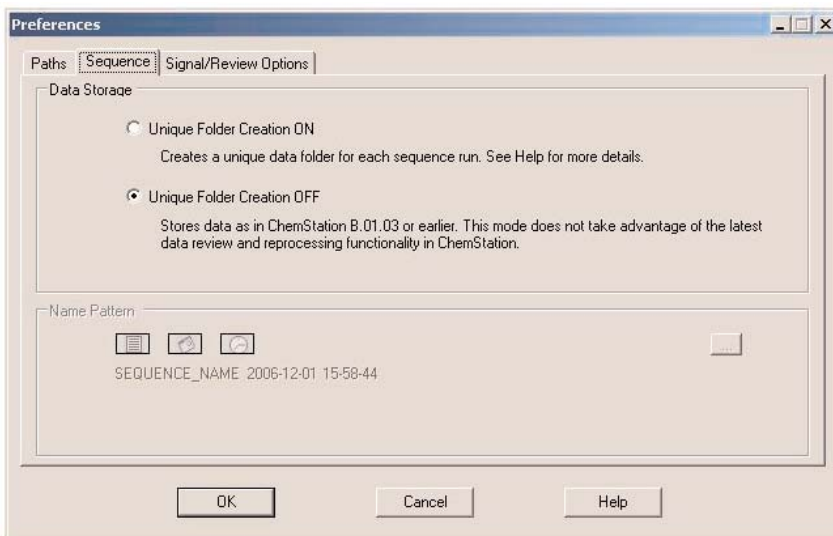 Preferences
Paths Sequence Signal/Review Options
Data Storage
Unique Folder Creation ON
Creates a unique data folder for each sequence run. See Help for more details.
Unique Folder Creation OFF
Stores data as in ChemStation B.01.03 or earlier. This mode does not take advantage of the latest
data review and reprocessing functionality in ChemStation.
Name Pattern
...
SEQUENCE_NAME 2006-12-01 15-58-44
OK Cancel Help